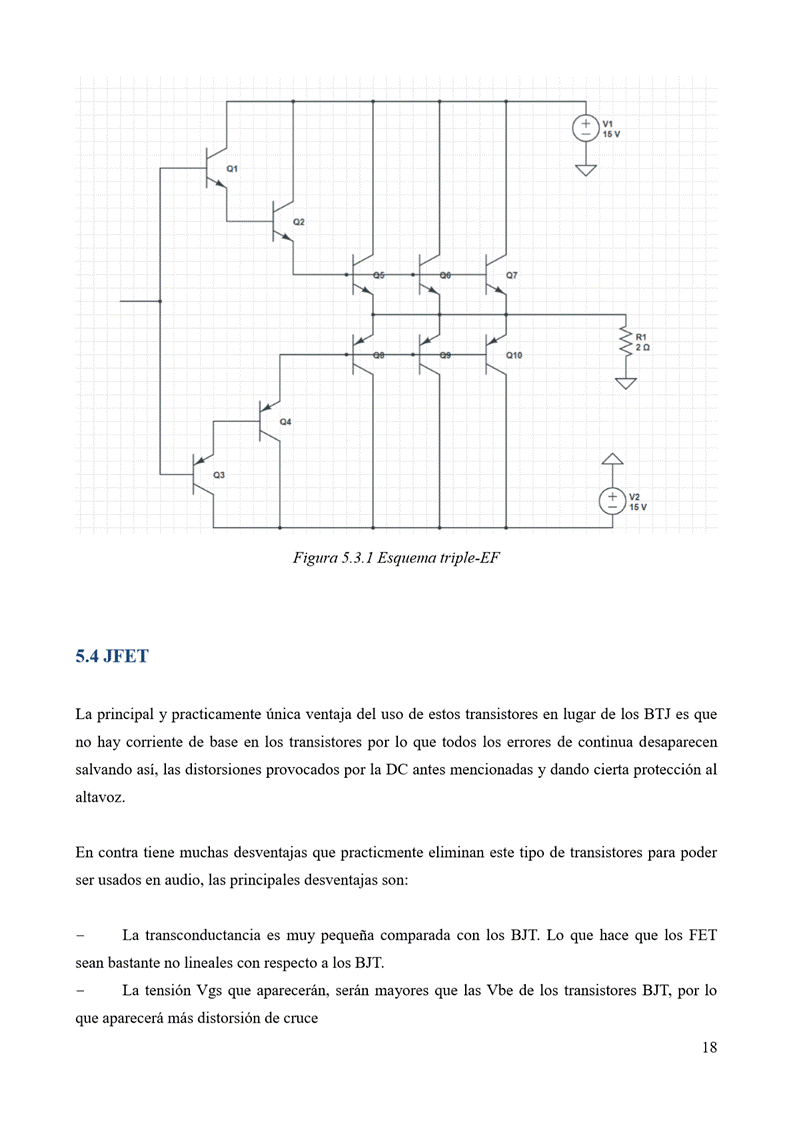 V1
15 V
Q1
Q2
Q5 Q6 Q7
R1
2 Ω
Q8 Q9 Q10
Q4
Q3
V2
15 V
Figura 5.3.1 Esquema triple-EF
5.4 JFET
La principal y practicamente única ventaja del uso de estos transistores en lugar de los BTJ es que
no hay corriente de base en los transistores por lo que todos los errores de continua desaparecen
salvando así, las distorsiones provocados por la DC antes mencionadas y dando cierta protección al
altavoz.
En contra tiene muchas desventajas que practicmente eliminan este tipo de transistores para poder
ser usados en audio, las principales desventajas son:
– La transconductancia es muy pequeña comparada con los BJT. Lo que hace que los FET
sean bastante no lineales con respecto a los BJT.
– La tensión Vgs que aparecerán, serán mayores que las Vbe de los transistores BJT, por lo
que aparecerá más distorsión de cruce
18